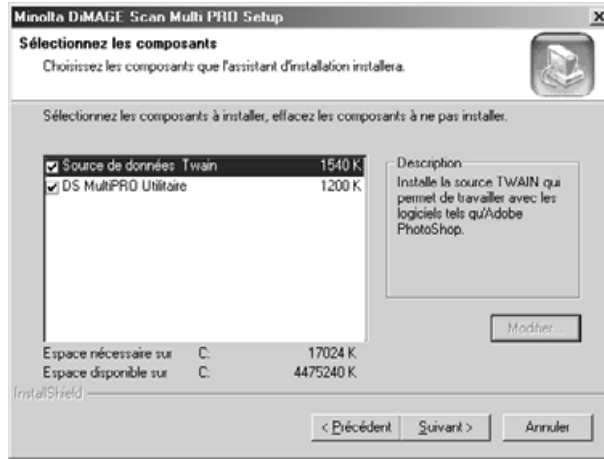 Minolta DiMAGE Scan Multi PRO Setup
Sélectionnez les composants
Choisissez les composants que l'assistant d'installation installera.
Sélectionnez les composants à installer, effacez les composants à ne pas installer.
Source de données Twain 1540 K
DS MultiPRO Utilitaire 1200 K
Description
Installe la source TWAIN qui
permet de travailler avec les
logiciels tels qu'Adobe
PhotoShop.
Modifier...
Espace nécessaire sur C: 17024 K
Espace disponible sur C: 4475240 K
InstallShield
< Précédent Suivant > Annuler